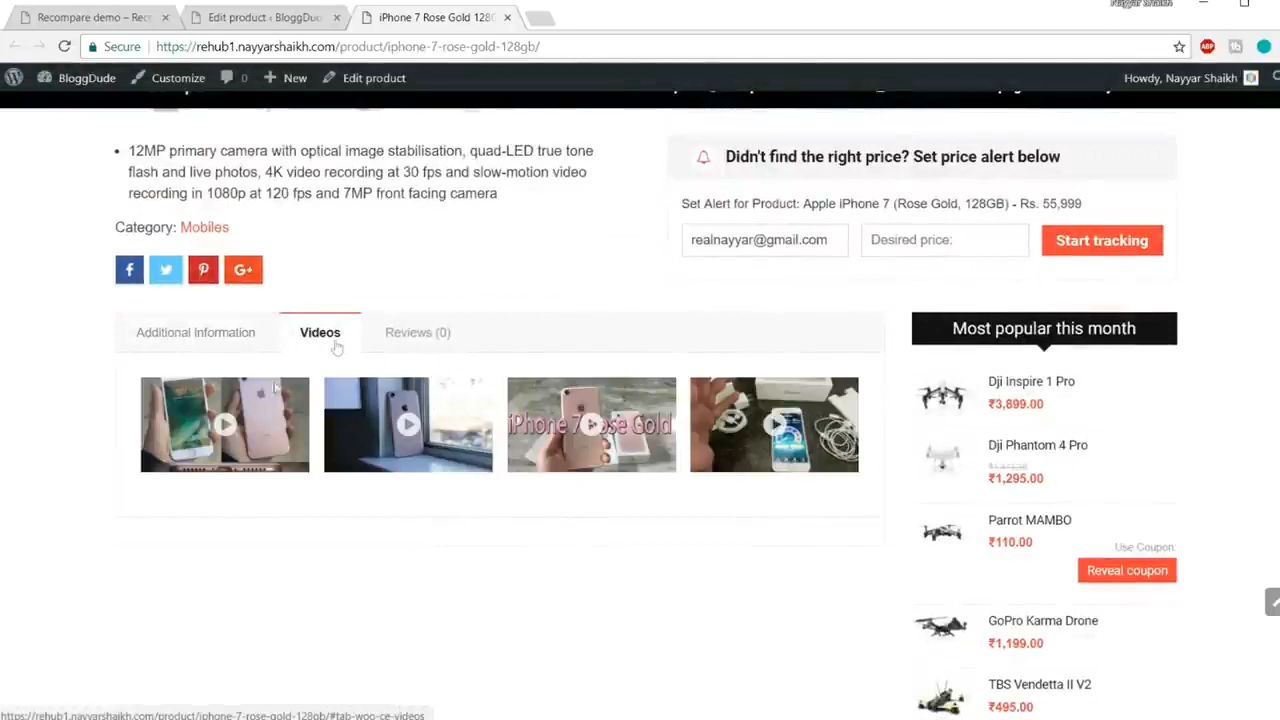 Nayyar Shaikh
Recompare demo – Rec
Edit product ‹ BloggDu
iPhone 7 Rose Gold 128G
Secure
https://rehub1.nayyarshaikh.com/product/iphone-7-rose-gold-128gb/
ABP
BloggDude
Customize
0
New
Edit product
Howdy, Nayyar Shaikh
• 12MP primary camera with optical image stabilisation, quad-LED true tone
flash and live photos, 4K video recording at 30 fps and slow-motion video
recording in 1080p at 120 fps and 7MP front facing camera
Category: Mobiles
f
G+
Didn't find the right price? Set price alert below
Set Alert for Product: Apple iPhone 7 (Rose Gold, 128GB) - Rs. 55,999
realnayyar@gmail.com
Desired price:
Start tracking
Additional Information
Videos
Reviews (0)
iPhone 7 Rose Gold
Most popular this month
Dji Inspire 1 Pro
₹3,899.00
Dji Phantom 4 Pro
₹1,295.00
Parrot MAMBO
₹110.00
Use Coupon:
Reveal coupon
GoPro Karma Drone
₹1,199.00
TBS Vendetta II V2
₹495.00
https://rehub1.nayyarshaikh.com/product/iphone-7-rose-gold-128gb/#tab-woo-ce-videos